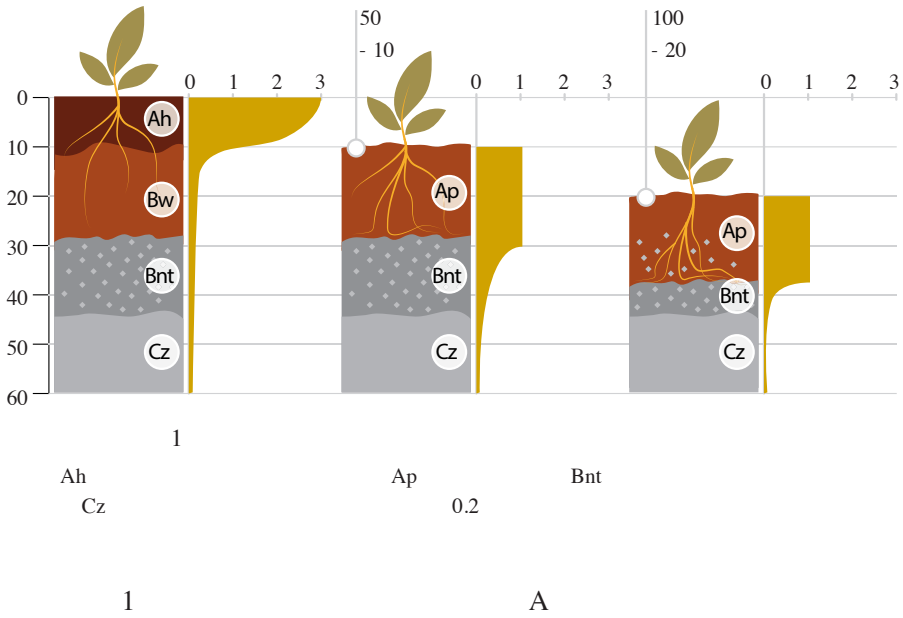 50 100
- 10 - 20
0 1 2 3 0 1 2 3 0 1 2 3
0
Ah
10
Ap
20 Bw
Ap
30
Bnt Bnt
40 Bnt
50 Cz Cz Cz
60
1
Ah Ap Bnt
Cz 0.2
1 A